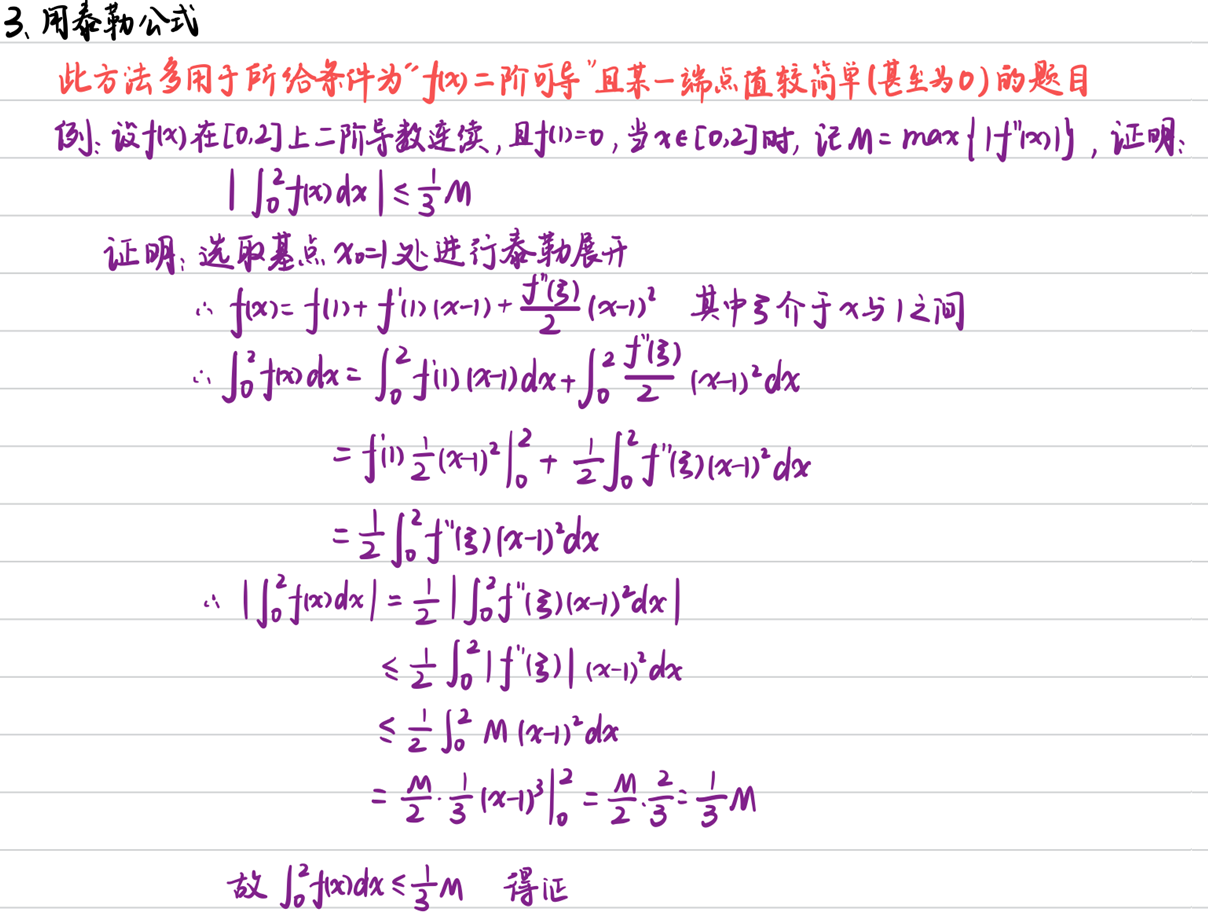 3、用泰勒公式
此方法多用于所给条件为“f(x)二阶可导”且某一端点值较简单(甚至为0)的题目
例：设f(x)在[0,2]上二阶导数连续，且f(1)=0，当x∈[0,2]时，记M=max{|f''(x)|}，证明：
|∫₀²f(x)dx|≤1/3 M
证明：选取基点x₀=1处进行泰勒展开
∴ f(x)=f(1)+f'(1)(x-1)+f''(ξ)/2 (x-1)² 其中ξ介于x与1之间
∴ ∫₀²f(x)dx=∫₀²f'(1)(x-1)dx+∫₀² f''(ξ)/2 (x-1)²dx
=f'(1) 1/2 (x-1)²|₀² + 1/2 ∫₀²f''(ξ)(x-1)²dx
=1/2 ∫₀²f''(ξ)(x-1)²dx
∴ |∫₀²f(x)dx|=1/2 |∫₀²f''(ξ)(x-1)²dx|
≤1/2 ∫₀²|f''(ξ)|(x-1)²dx
≤1/2 ∫₀² M(x-1)²dx
=M/2·1/3 (x-1)³|₀²=M/2·2/3=1/3 M
故 ∫₀²f(x)dx≤1/3 M 得证